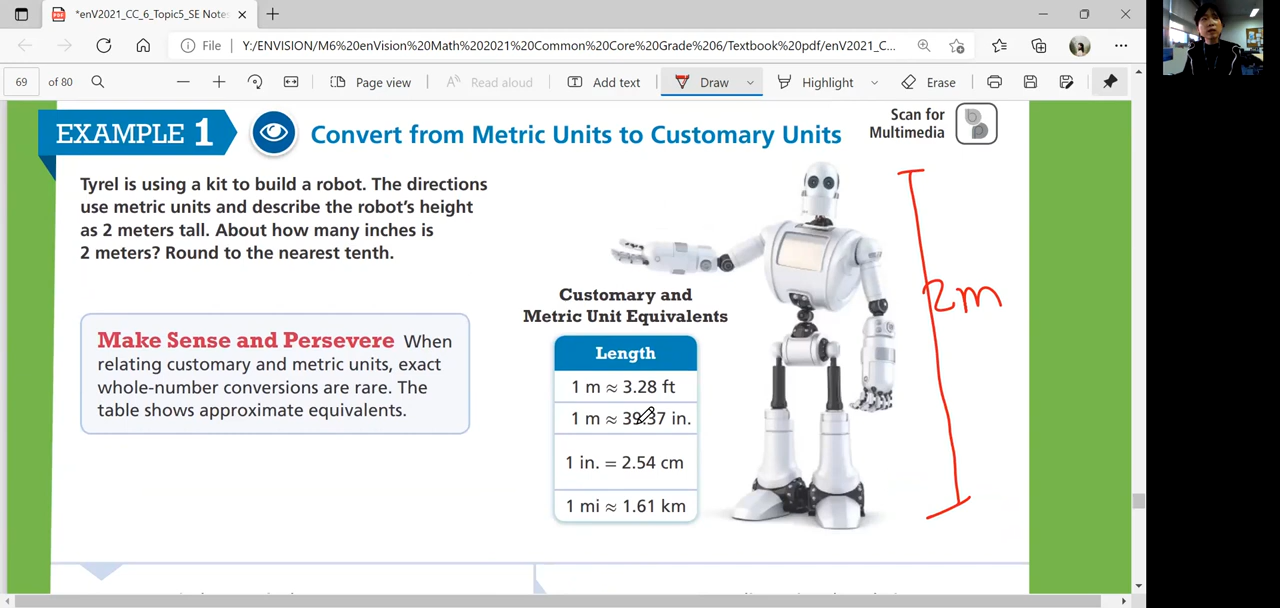 *enV2021_CC_6_Topic5_SE Notes
File
Y:/ENVISION/M6%20enVision%20Math%202021%20Common%20Core%20Grade%206/Textbook%20pdf/enV2021_C...
69 of 80
Page view
Read aloud
Add text
Draw
Highlight
Erase
EXAMPLE 1
Convert from Metric Units to Customary Units
Scan for
Multimedia
Tyrel is using a kit to build a robot. The directions
use metric units and describe the robot's height
as 2 meters tall. About how many inches is
2 meters? Round to the nearest tenth.
2m
Make Sense and Persevere When
relating customary and metric units, exact
whole-number conversions are rare. The
table shows approximate equivalents.
Customary and
Metric Unit Equivalents
Length
1 m ≈ 3.28 ft
1 m ≈ 39.37 in.
1 in. = 2.54 cm
1 mi ≈ 1.61 km